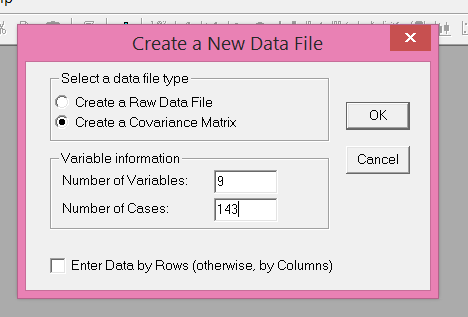 lp
Create a New Data File
Select a data file type
Create a Raw Data File
Create a Covariance Matrix
OK
Cancel
Variable information
Number of Variables: 9
Number of Cases: 143
Enter Data by Rows (otherwise, by Columns)